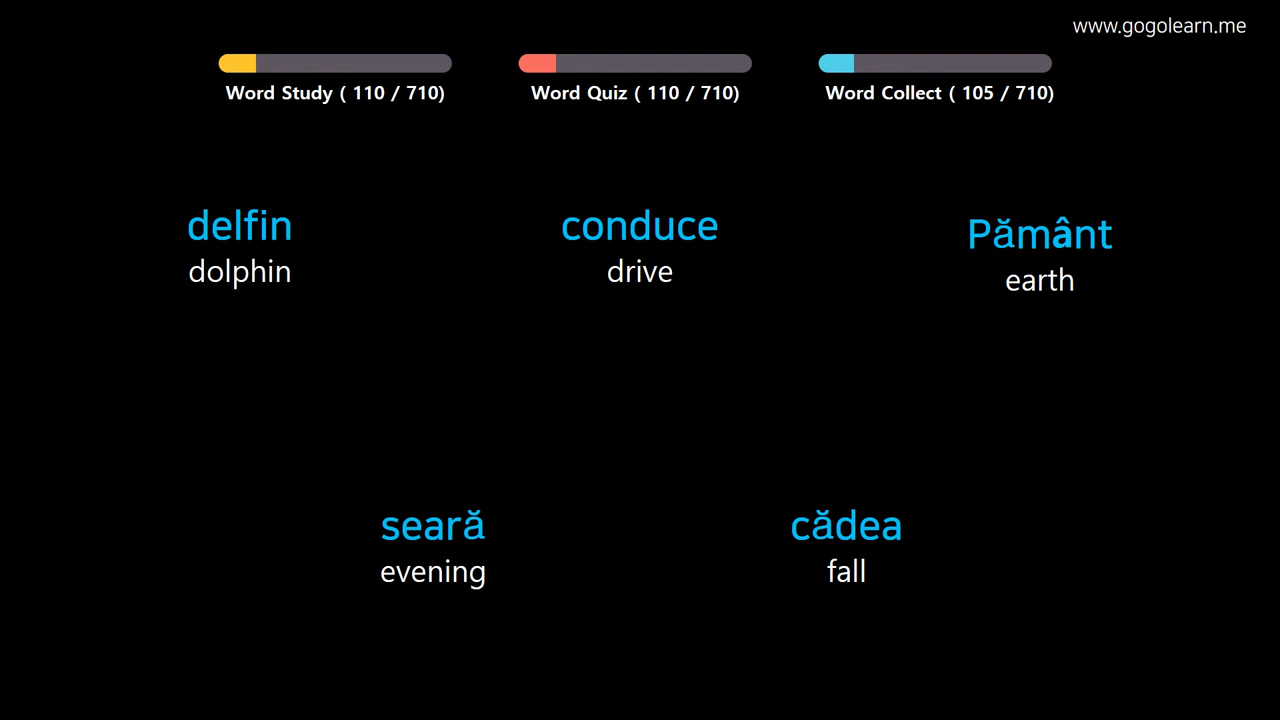 www.gogolearn.me
Word Study ( 110 / 710)
Word Quiz ( 110 / 710)
Word Collect ( 105 / 710)
delfin
dolphin
conduce
drive
Pământ
earth
seară
evening
cădea
fall